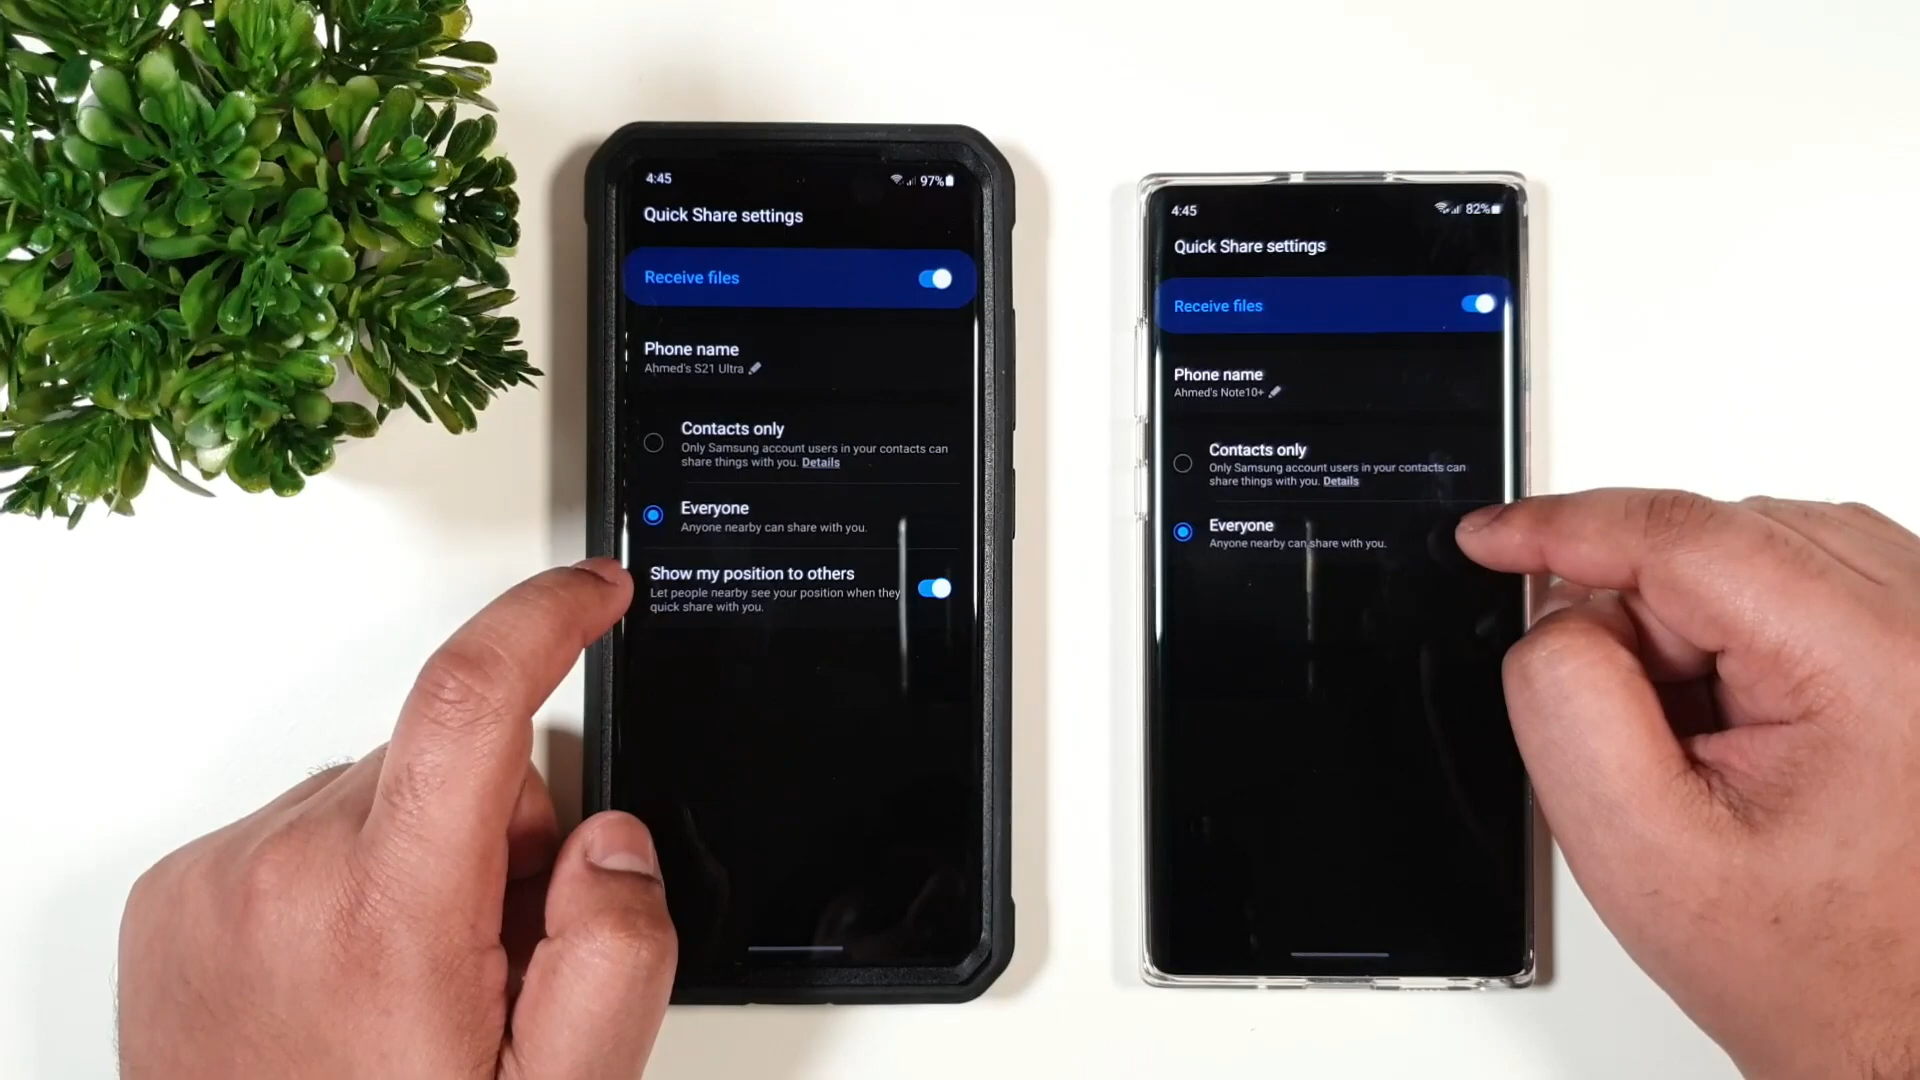 4:45
97%
Quick Share settings
Receive files
Phone name
Ahmed's S21 Ultra
Contacts only
Only Samsung account users in your contacts can
share things with you. Details
Everyone
Anyone nearby can share with you.
Show my position to others
Let people nearby see your position when they
quick share with you.
4:45
82%
Quick Share settings
Receive files
Phone name
Ahmed's Note10+
Contacts only
Only Samsung account users in your contacts can
share things with you. Details
Everyone
Anyone nearby can share with you.